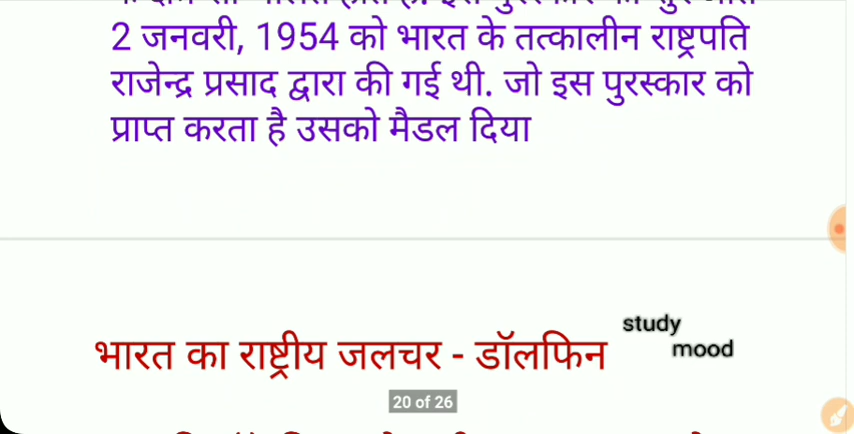 2 जनवरी, 1954 को भारत के तत्कालीन राष्ट्रपति
राजेन्द्र प्रसाद द्वारा की गई थी. जो इस पुरस्कार को
प्राप्त करता है उसको मैडल दिया
भारत का राष्ट्रीय जलचर - डॉलफिन
study
mood
20 of 26